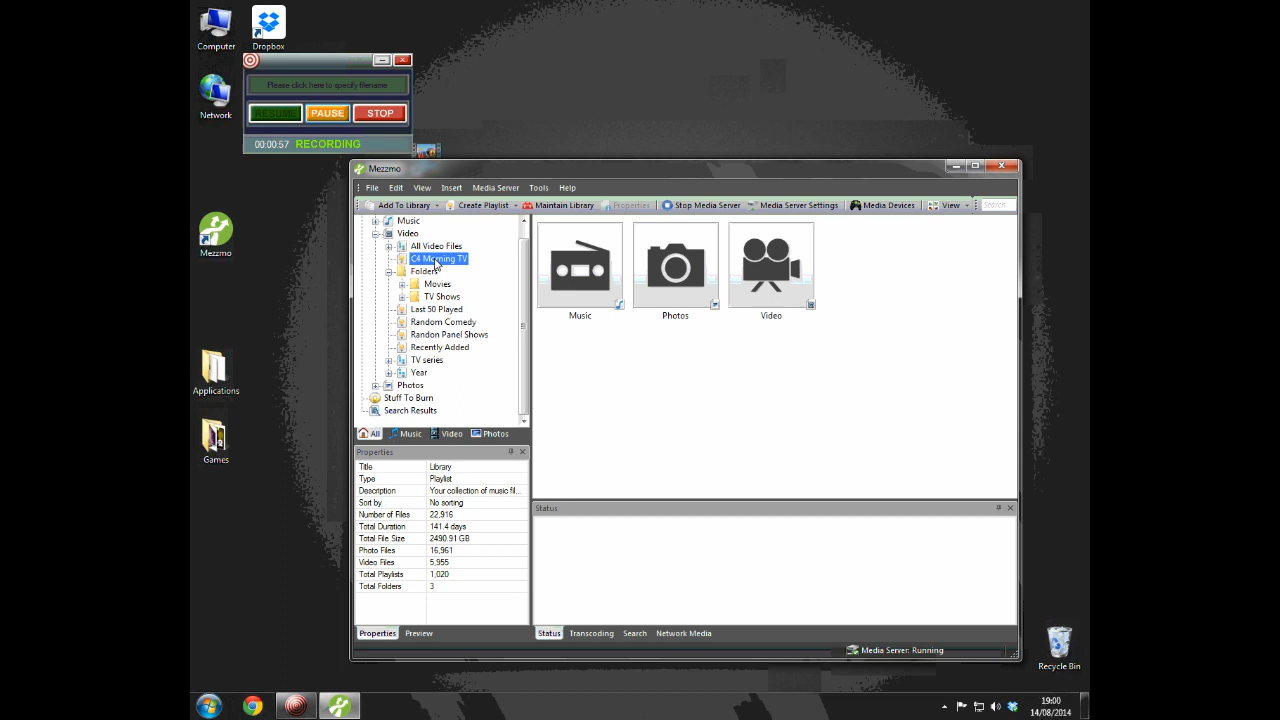 Computer
Dropbox
Please click here to specify filename
Network
PAUSE
STOP
00:00:57 RECORDING
Mezzmo
File Edit View Insert Media Server Tools Help
Add To Library Create Playlist Maintain Library Properties Stop Media Server Media Server Settings Media Devices View Search
Music
Video
All Video Files
C4 Morning TV
Folders
Movies
TV Shows
Last 50 Played
Random Comedy
Randon Panel Shows
Recently Added
TV series
Year
Photos
Stuff To Burn
Search Results
All Music Video Photos
Music
Photos
Video
Mezzmo
Applications
Games
Properties
Title Library
Type Playlist
Description Your collection of music fil...
Sort by No sorting
Number of Files 22,916
Total Duration 141.4 days
Total File Size 2490.91 GB
Photo Files 16,961
Video Files 5,955
Total Playlists 1,020
Total Folders 3
Properties Preview
Status
Status Transcoding Search Network Media
Media Server: Running
Recycle Bin
19:00
14/08/2014